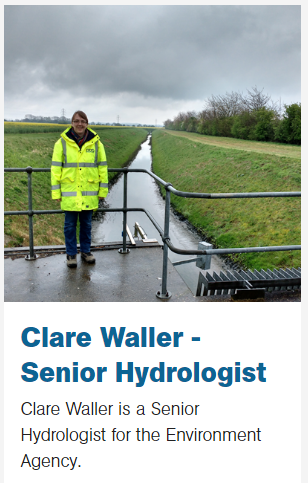 Clare Waller -
Senior Hydrologist
Clare Waller is a Senior
Hydrologist for the Environment
Agency.